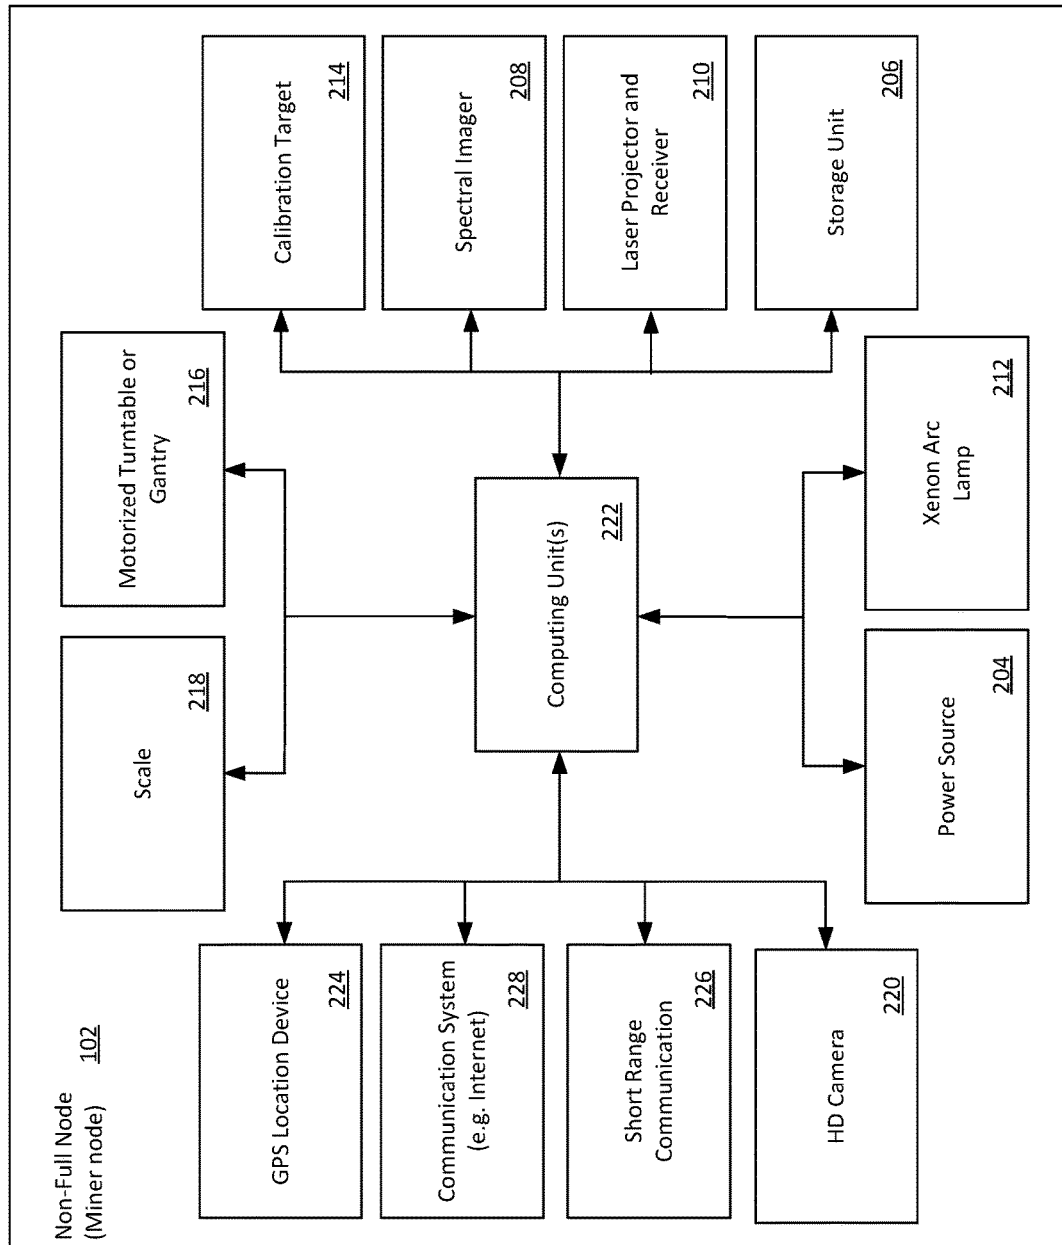 Non-Full Node
(Miner node)
102
GPS Location Device
224
Communication System
(e.g. Internet)
228
Short Range
Communication
226
HD Camera
220
Scale
218
Motorized Turntable or
Gantry
216
Computing Unit(s)
222
Power Source
204
Xenon Arc
Lamp
212
Calibration Target
214
Spectral Imager
208
Laser Projector and
Receiver
210
Storage Unit
206